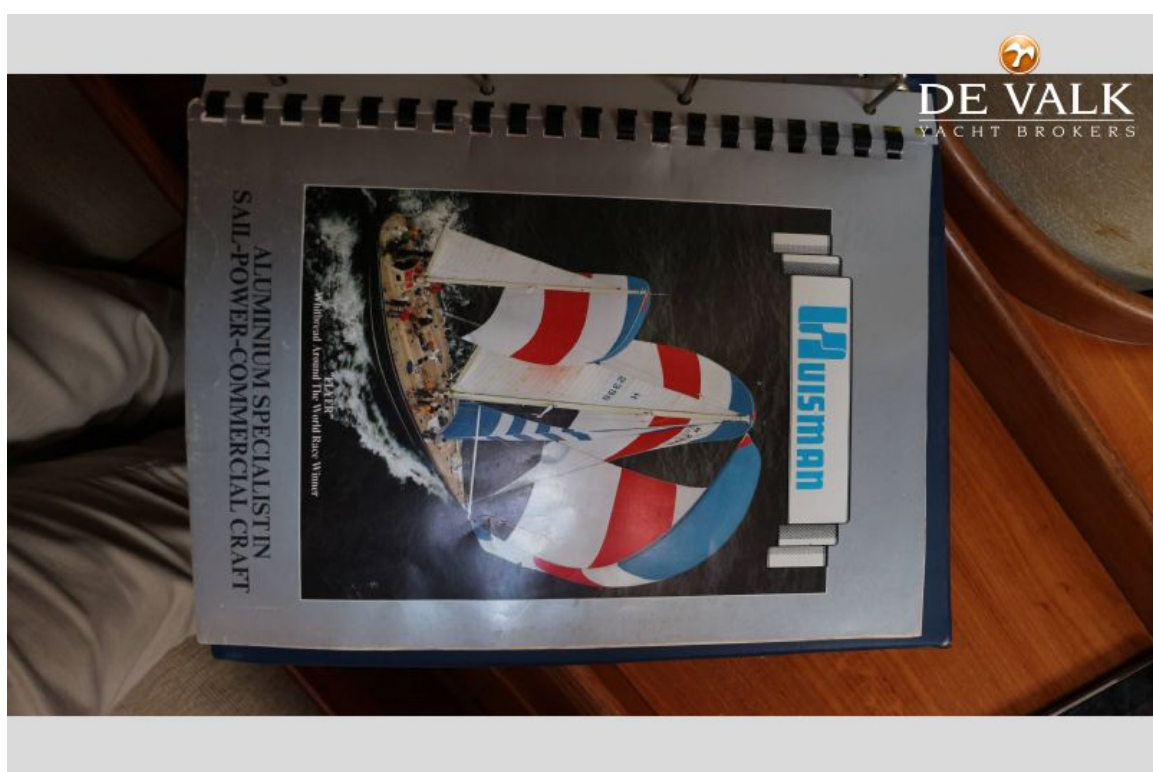 DE VALK
YACHT BROKERS
Huisman
H
2398
"FLYER"
Whitbread Around The World Race Winner
ALUMINIUM SPECIALIST IN
SAIL-POWER-COMMERCIAL CRAFT